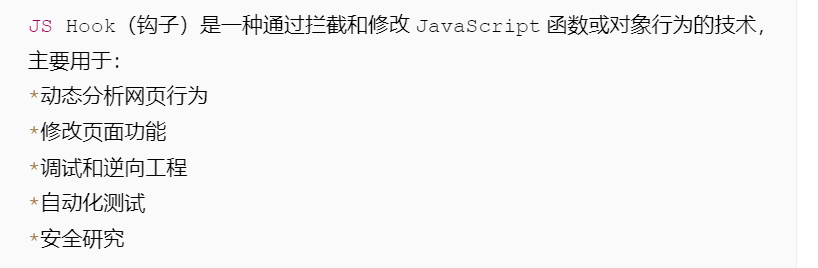 JS Hook（钩子）是一种通过拦截和修改 JavaScript 函数或对象行为的技术，
主要用于：
*动态分析网页行为
*修改页面功能
*调试和逆向工程
*自动化测试
*安全研究